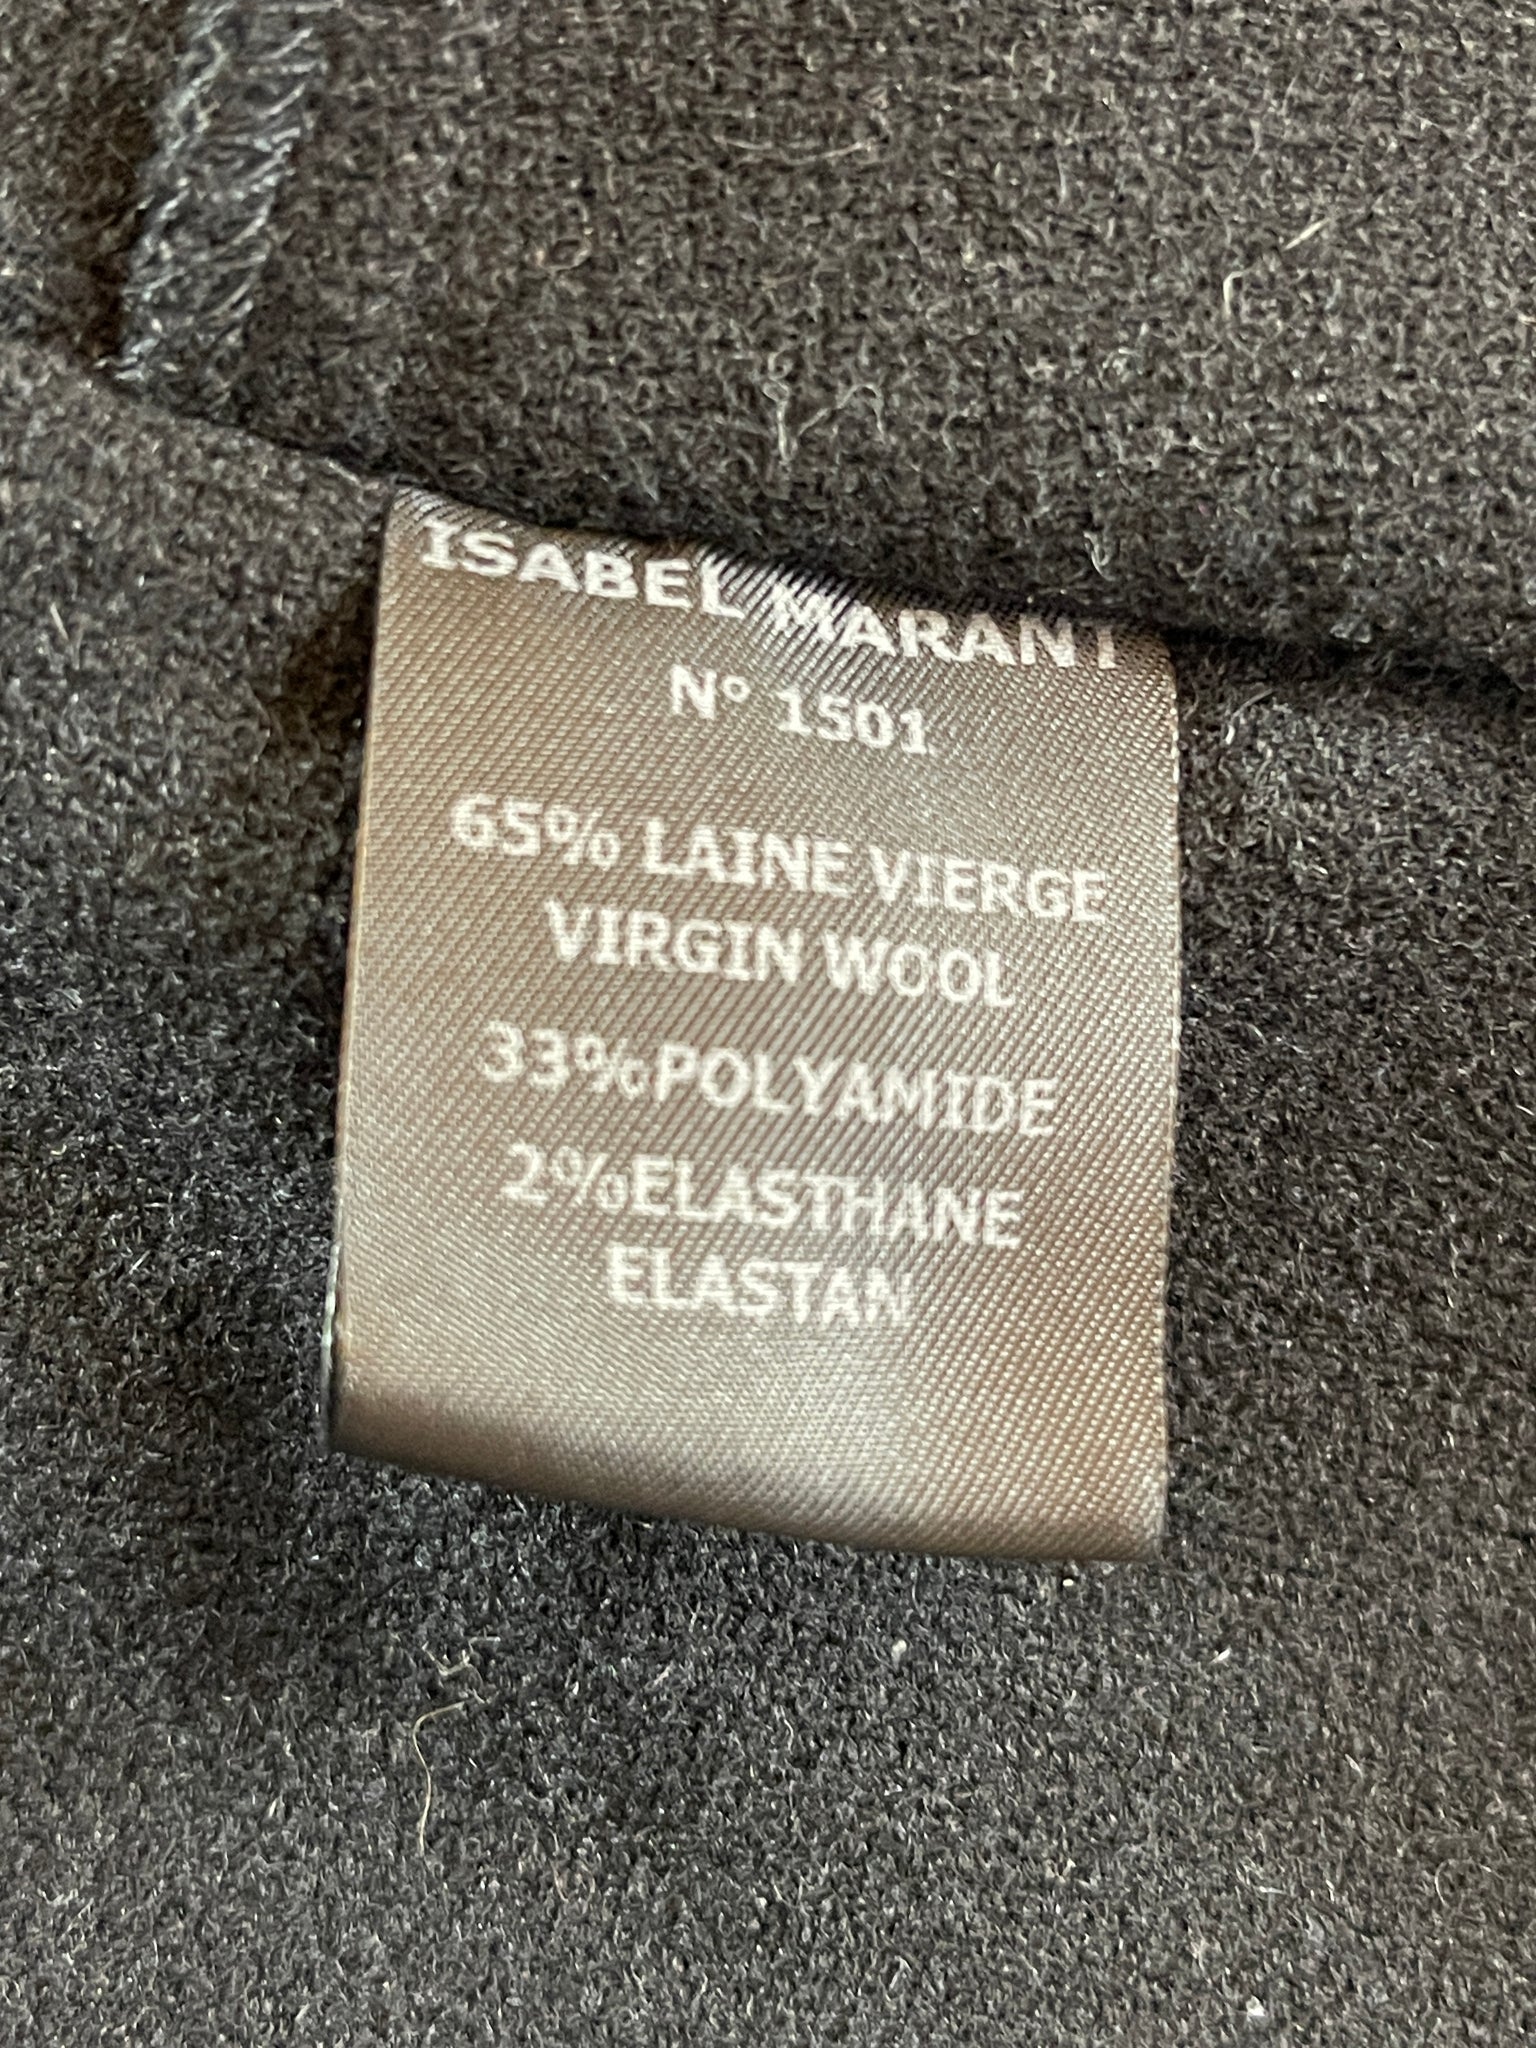 ISABEL MARANT
N° 1501
65% LAINE VIERGE
VIRGIN WOOL
33%POLYAMIDE
2%ELASTHANE
ELASTAN